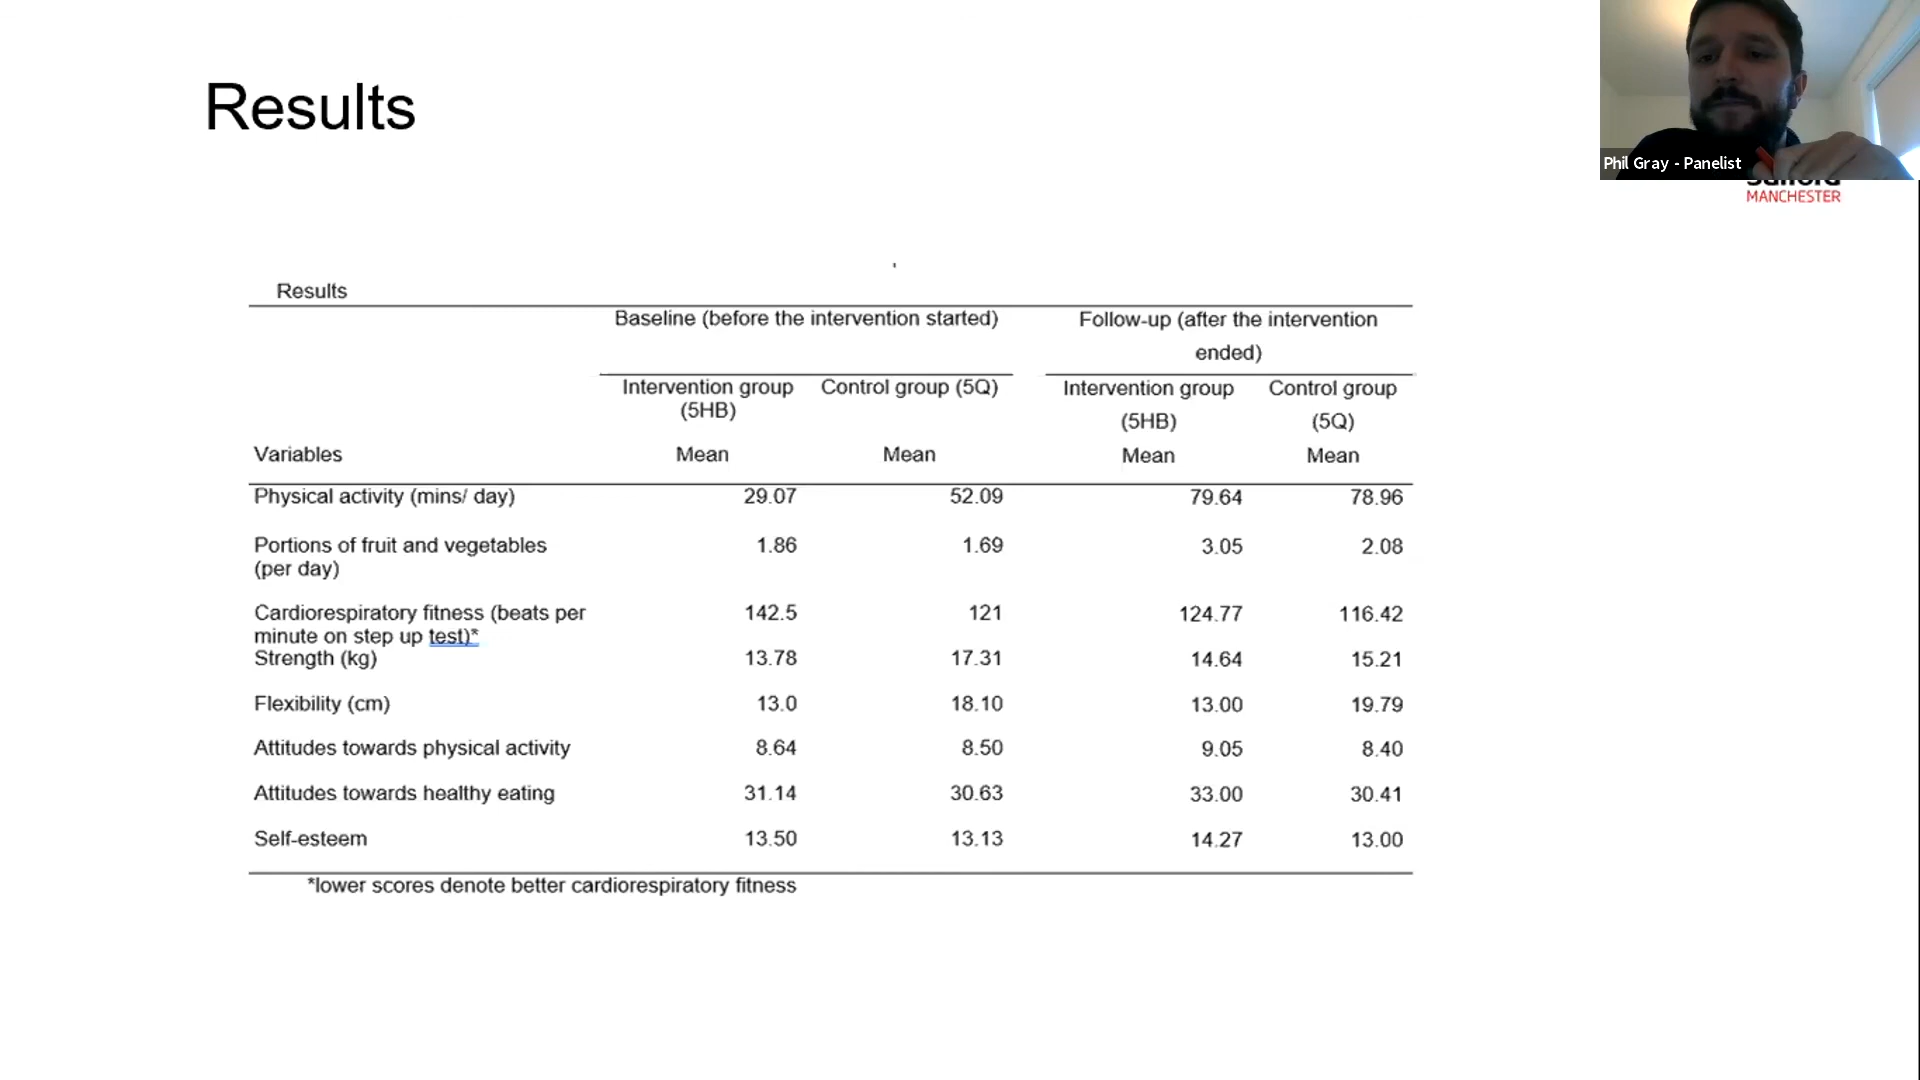 Results
Phil Gray - Panelist
MANCHESTER
Results
Baseline (before the intervention started)
Follow-up (after the intervention
ended)
Intervention group
(5HB)
Control group (5Q)
Intervention group
(5HB)
Control group
(5Q)
Variables
Mean
Mean
Mean
Mean
Physical activity (mins/ day) 29.07 52.09 79.64 78.96
Portions of fruit and vegetables 1.86 1.69 3.05 2.08
(per day)
Cardiorespiratory fitness (beats per 142.5 121 124.77 116.42
minute on step up test)*
Strength (kg) 13.78 17.31 14.64 15.21
Flexibility (cm) 13.0 18.10 13.00 19.79
Attitudes towards physical activity 8.64 8.50 9.05 8.40
Attitudes towards healthy eating 31.14 30.63 33.00 30.41
Self-esteem 13.50 13.13 14.27 13.00
*lower scores denote better cardiorespiratory fitness